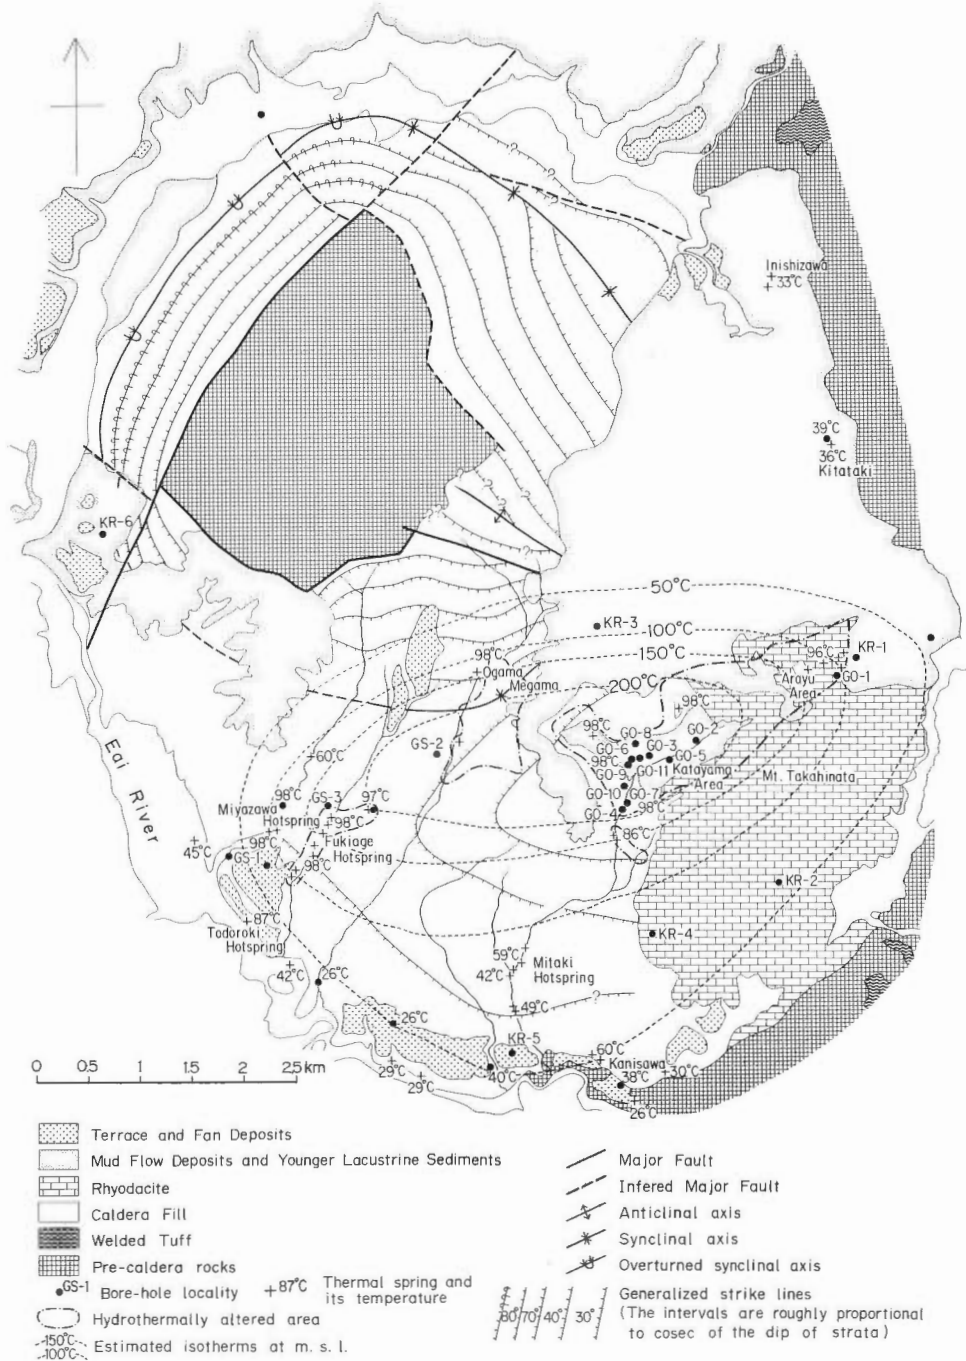 Inishizawa
33°C
39°C
36°C
Kitataki
KR-6
50°C
KR-3
100°C
150°C
200°C
96°C
KR-1
GO-1
Arayu
Area
98°C
Ogama
Megama
98°C
98°C
GO-8
GO-2
GO-6
GO-3
GO-5
98°C
GO-11
Katayama
Area
GO-9
GO-10
GO-7
GO-4
98°C
86°C
Mt. Takahinata
GS-2
60°C
98°C
GS-3
97°C
Miyazawa
Hotspring
98°C
98°C
Fukiage
Hotspring
GS-1
98°C
45°C
Eai River
87°C
Todoroki
Hotspring
42°C
26°C
KR-2
KR-4
59°C
Mitaki
Hotspring
42°C
49°C
?
26°C
KR-5
60°C
Kanisawa
29°C
29°C
40°C
38°C
30°C
26°C
0 0.5 1 1.5 2 2.5 km
Terrace and Fan Deposits
Mud Flow Deposits and Younger Lacustrine Sediments
Rhyodacite
Caldera Fill
Welded Tuff
Pre-caldera rocks
GS-1 Bore-hole locality
+87°C Thermal spring and
its temperature
Hydrothermally altered area
150°C
100°C
Estimated isotherms at m. s. l.
Major Fault
Infered Major Fault
Anticlinal axis
Synclinal axis
Overturned synclinal axis
80° 70° 40° 30°
Generalized strike lines
(The intervals are roughly proportional
to cosec of the dip of strata)